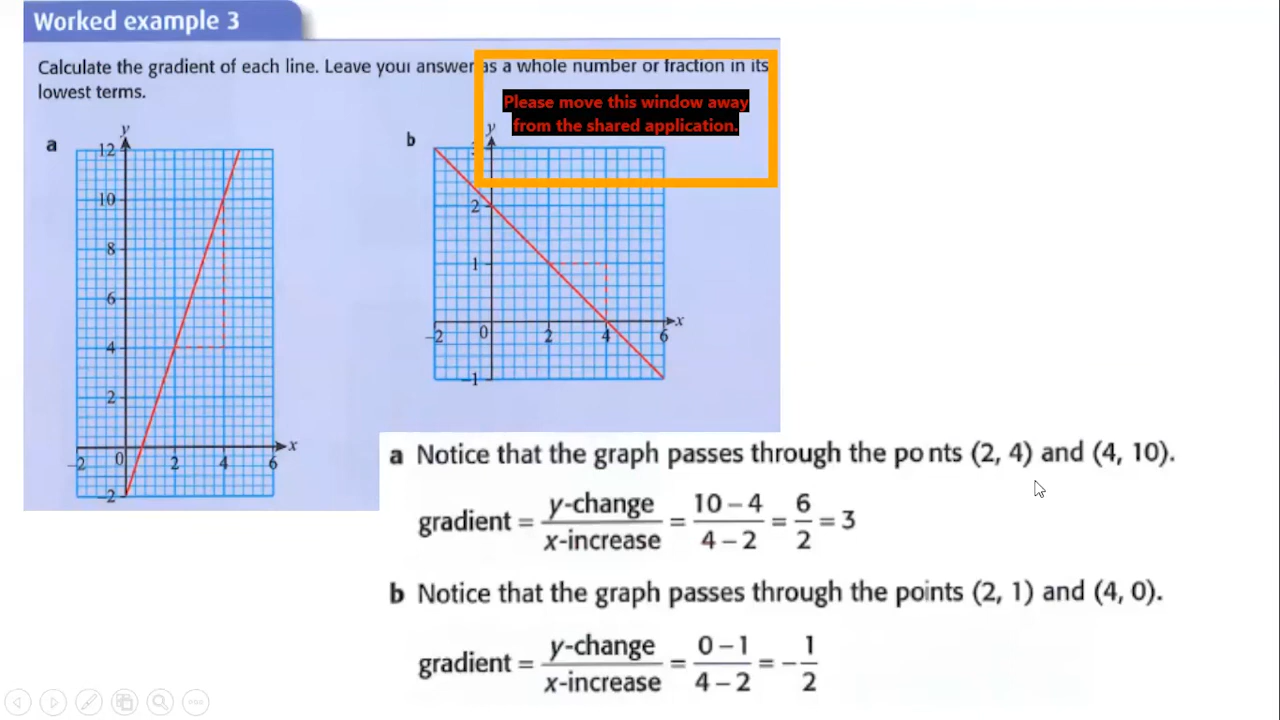 Worked example 3
Calculate the gradient of each line. Leave your answer as a whole number or fraction in its
lowest terms.
Please move this window away
from the shared application.
a
y
12
10
8
6
4
2
-2 0 2 4 6 x
-2
b
y
3
2
1
-2 0 2 4 6 x
-1
a Notice that the graph passes through the po nts (2, 4) and (4, 10).
gradient = y-change / x-increase = 10 – 4 / 4 – 2 = 6 / 2 = 3
b Notice that the graph passes through the points (2, 1) and (4, 0).
gradient = y-change / x-increase = 0 – 1 / 4 – 2 = – 1 / 2